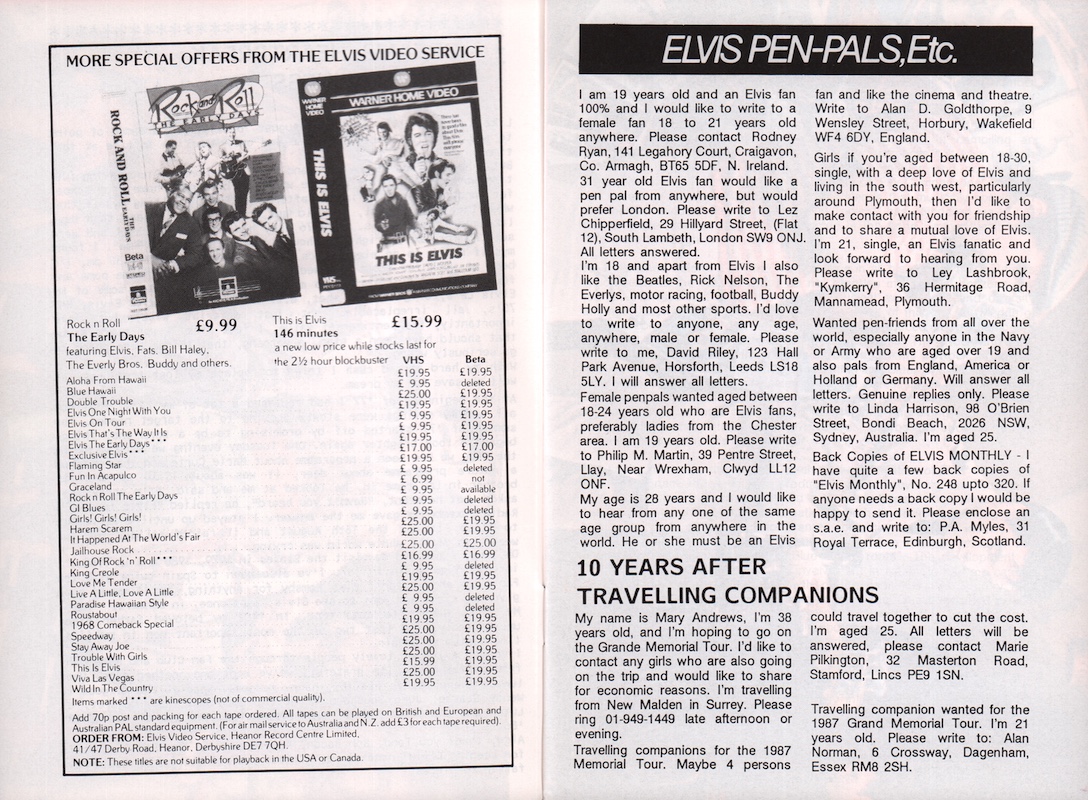 MORE SPECIAL OFFERS FROM THE ELVIS VIDEO SERVICE
Rock and Roll
THE EARLY DAYS
ROCK AND ROLL
THE EARLY DAYS
Beta
WARNER HOME VIDEO
WARNER HOME VIDEO
THIS IS ELVIS
THIS IS ELVIS
VHS
Rock n Roll £9.99
The Early Days
featuring Elvis, Fats, Bill Haley,
The Everly Bros, Buddy and others.
This is Elvis £15.99
146 minutes
a new low price while stocks last for
the 2½ hour blockbuster VHS Beta
Aloha From Hawaii £19.95 £19.95
Blue Hawaii £ 9.95 deleted
Double Trouble £25.00 £19.95
Elvis One Night With You £19.95 £19.95
Elvis On Tour £ 9.95 £19.95
Elvis That's The Way It Is £ 9.95 £19.95
Elvis The Early Days*** £19.95 £19.95
Exclusive Elvis*** £17.00 £17.00
Flaming Star £19.95 £19.95
Fun In Acapulco £ 9.95 deleted
Graceland £ 6.99 not
Rock n Roll The Early Days £ 9.95 available
GI Blues £ 9.95 deleted
Girls! Girls! Girls! £ 9.95 deleted
Harem Scarem £25.00 £19.95
It Happened At The World's Fair £25.00 £19.95
Jailhouse Rock £25.00 £25.00
King Of Rock 'n' Roll*** £16.99 £16.99
King Creole £ 9.95 deleted
Love Me Tender £19.95 £19.95
Live A Little, Love A Little £25.00 £19.95
Paradise Hawaiian Style £ 9.95 deleted
Roustabout £ 9.95 deleted
1968 Comeback Special £19.95 £19.95
Speedway £25.00 £19.95
Stay Away Joe £25.00 £19.95
Trouble With Girls £25.00 £19.95
This Is Elvis £15.99 £19.95
Viva Las Vegas £25.00 £19.95
Wild In The Country £19.95 £19.95
Items marked *** are kinescopes (not of commercial quality).
Add 70p post and packing for each tape ordered. All tapes can be played on British and European and
Australian PAL standard equipment. (For air mail service to Australia and N.Z. add £3 for each tape required).
ORDER FROM: Elvis Video Service, Heanor Record Centre Limited,
41/47 Derby Road, Heanor, Derbyshire DE7 7QH.
NOTE: These titles are not suitable for playback in the USA or Canada.
ELVIS PEN-PALS,Etc.
I am 19 years old and an Elvis fan
100% and I would like to write to a
female fan 18 to 21 years old
anywhere. Please contact Rodney
Ryan, 141 Legahory Court, Craigavon,
Co. Armagh, BT65 5DF, N. Ireland.
31 year old Elvis fan would like a
pen pal from anywhere, but would
prefer London. Please write to Lez
Chipperfield, 29 Hillyard Street, (Flat
12), South Lambeth, London SW9 ONJ.
All letters answered.
I'm 18 and apart from Elvis I also
like the Beatles, Rick Nelson, The
Everlys, motor racing, football, Buddy
Holly and most other sports. I'd love
to write to anyone, any age,
anywhere, male or female. Please
write to me, David Riley, 123 Hall
Park Avenue, Horsforth, Leeds LS18
5LY. I will answer all letters.
Female penpals wanted aged between
18-24 years old who are Elvis fans,
preferably ladies from the Chester
area. I am 19 years old. Please write
to Philip M. Martin, 39 Pentre Street,
Llay, Near Wrexham, Clwyd LL12
ONF.
My age is 28 years and I would like
to hear from any one of the same
age group from anywhere in the
world. He or she must be an Elvis
fan and like the cinema and theatre.
Write to Alan D. Goldthorpe, 9
Wensley Street, Horbury, Wakefield
WF4 6DY, England.
Girls if you're aged between 18-30,
single, with a deep love of Elvis and
living in the south west, particularly
around Plymouth, then I'd like to
make contact with you for friendship
and to share a mutual love of Elvis.
I'm 21, single, an Elvis fanatic and
look forward to hearing from you.
Please write to Ley Lashbrook,
"Kymkerry", 36 Hermitage Road,
Mannamead, Plymouth.
Wanted pen-friends from all over the
world, especially anyone in the Navy
or Army who are aged over 19 and
also pals from England, America or
Holland or Germany. Will answer all
letters. Genuine replies only. Please
write to Linda Harrison, 98 O'Brien
Street, Bondi Beach, 2026 NSW,
Sydney, Australia. I'm aged 25.
Back Copies of ELVIS MONTHLY - I
have quite a few back copies of
"Elvis Monthly", No. 248 upto 320. If
anyone needs a back copy I would be
happy to send it. Please enclose an
s.a.e. and write to: P.A. Myles, 31
Royal Terrace, Edinburgh, Scotland.
10 YEARS AFTER
TRAVELLING COMPANIONS
My name is Mary Andrews, I'm 38
years old, and I'm hoping to go on
the Grande Memorial Tour. I'd like to
contact any girls who are also going
on the trip and would like to share
for economic reasons. I'm travelling
from New Malden in Surrey. Please
ring 01-949-1449 late afternoon or
evening.
Travelling companions for the 1987
Memorial Tour. Maybe 4 persons
could travel together to cut the cost.
I'm aged 25. All letters will be
answered, please contact Marie
Pilkington, 32 Masterton Road,
Stamford, Lincs PE9 1SN.
Travelling companion wanted for the
1987 Grand Memorial Tour. I'm 21
years old. Please write to: Alan
Norman, 6 Crossway, Dagenham,
Essex RM8 2SH.